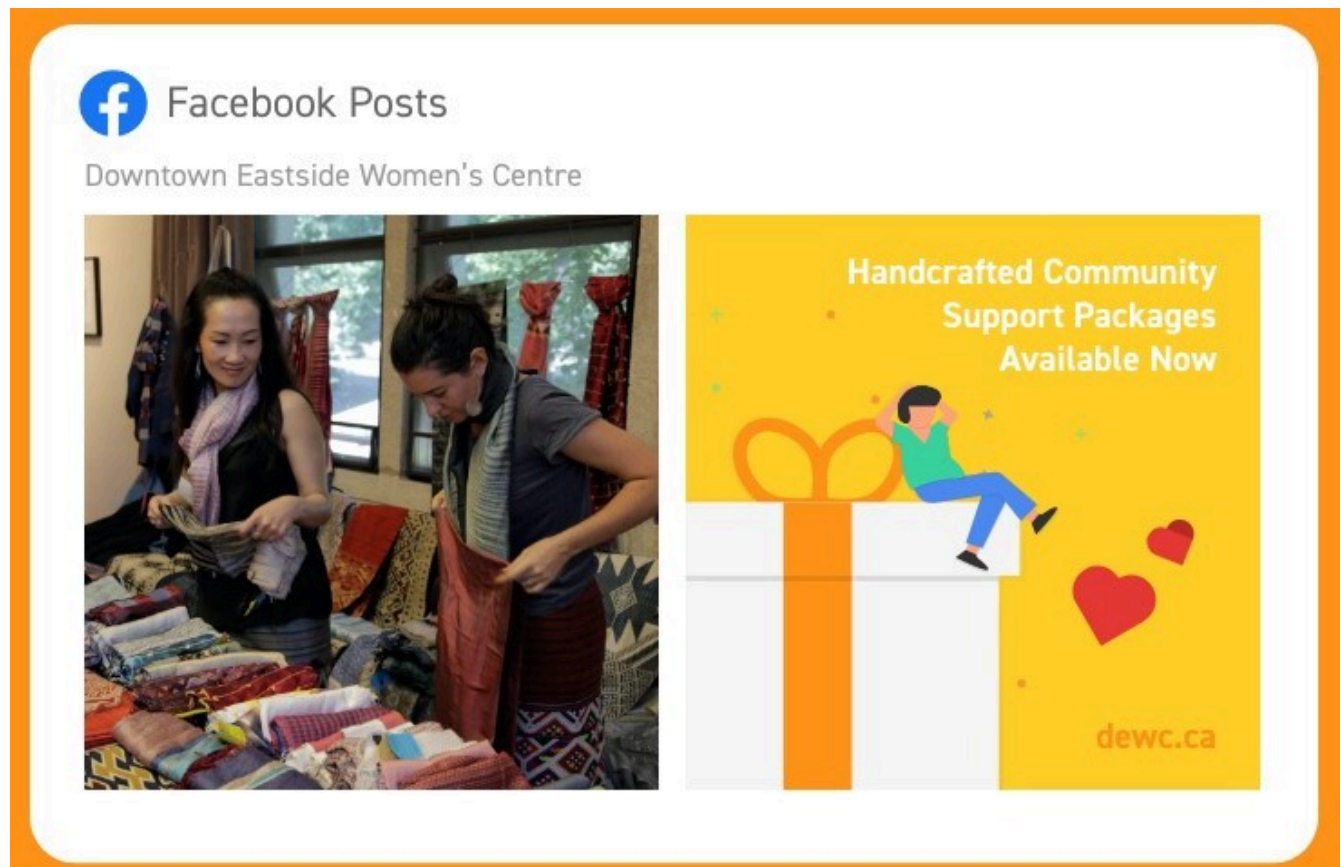 Facebook Posts
Downtown Eastside Women's Centre
Handcrafted Community
Support Packages
Available Now
dewc.ca